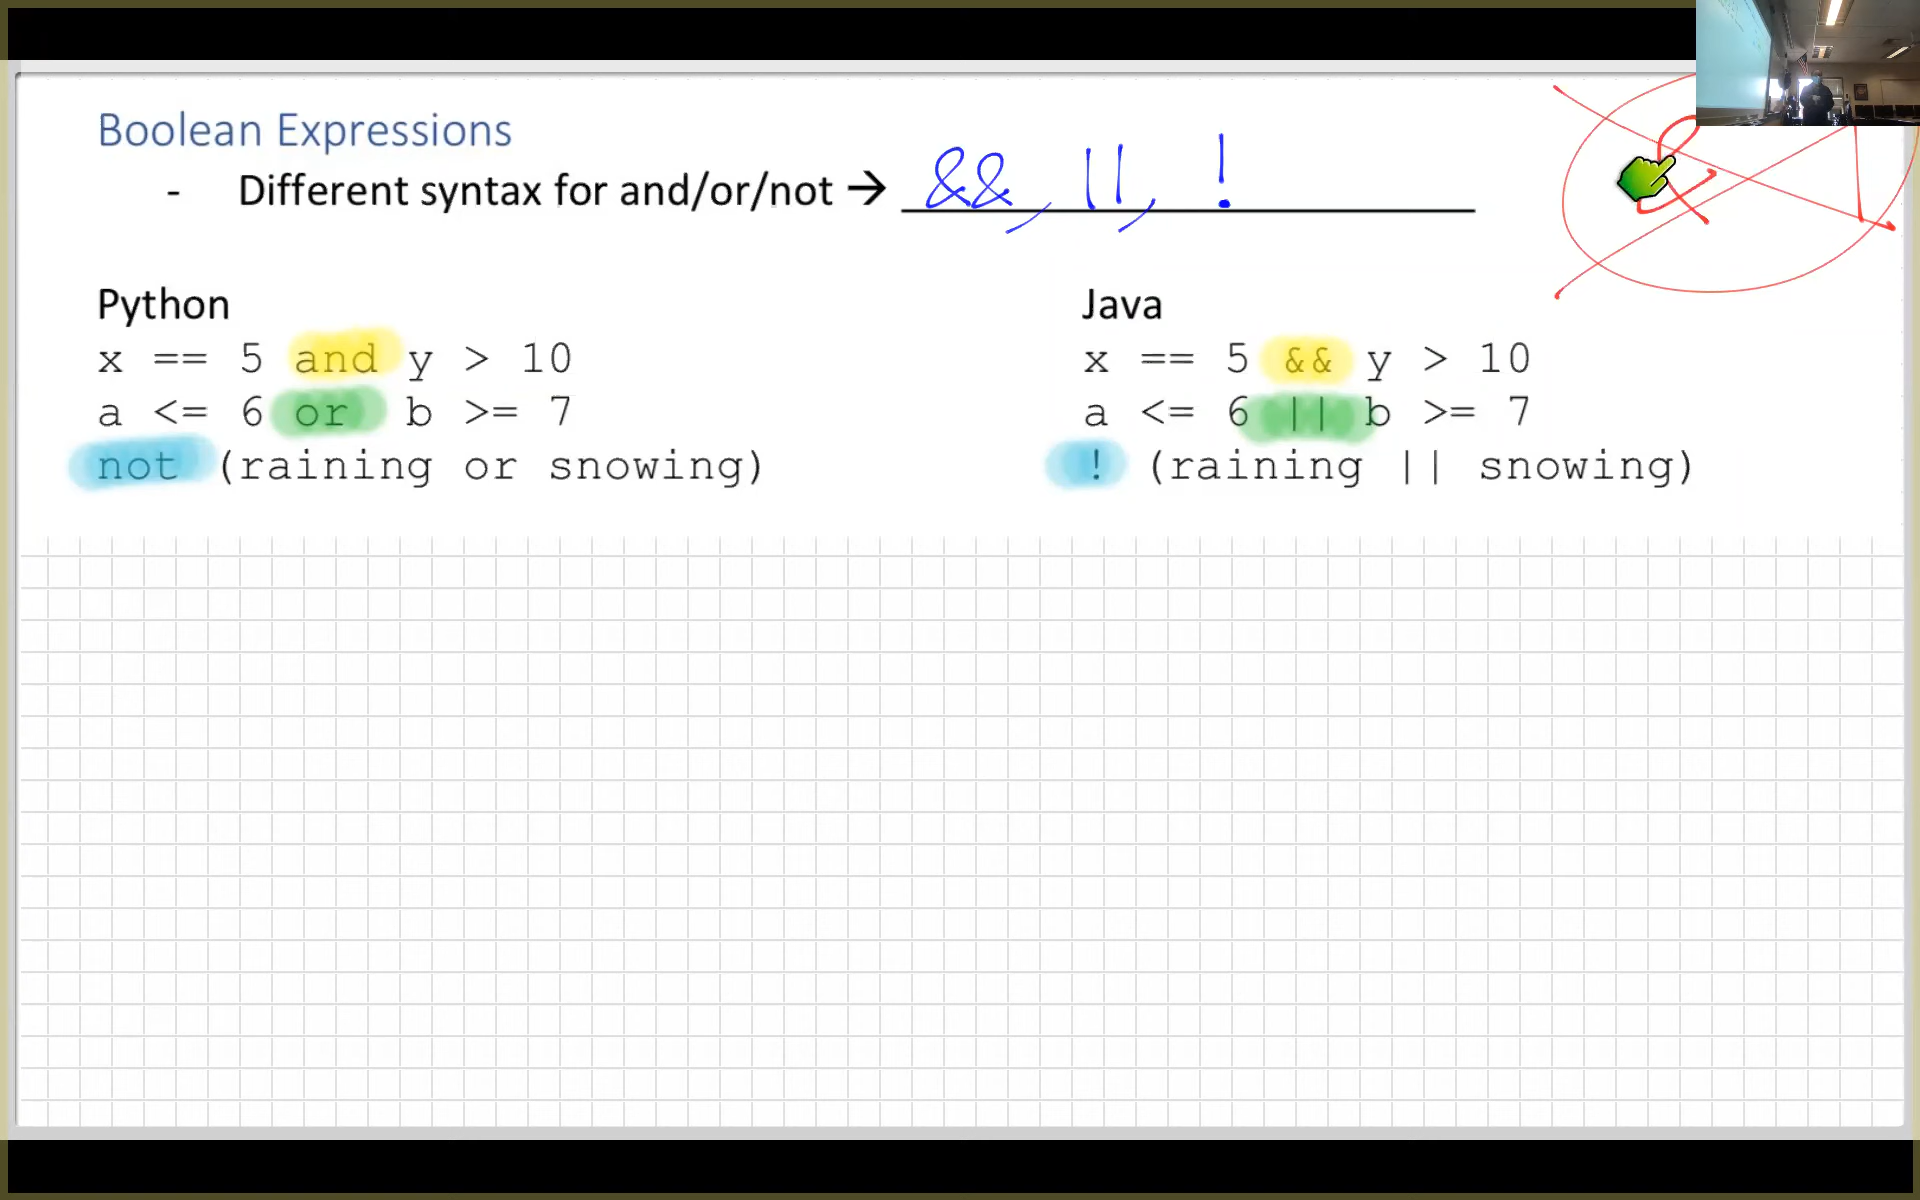 Boolean Expressions
- Different syntax for and/or/not → &&, ||, !
& |
Python
x == 5 and y > 10
a <= 6 or b >= 7
not (raining or snowing)
Java
x == 5 && y > 10
a <= 6 || b >= 7
! (raining || snowing)